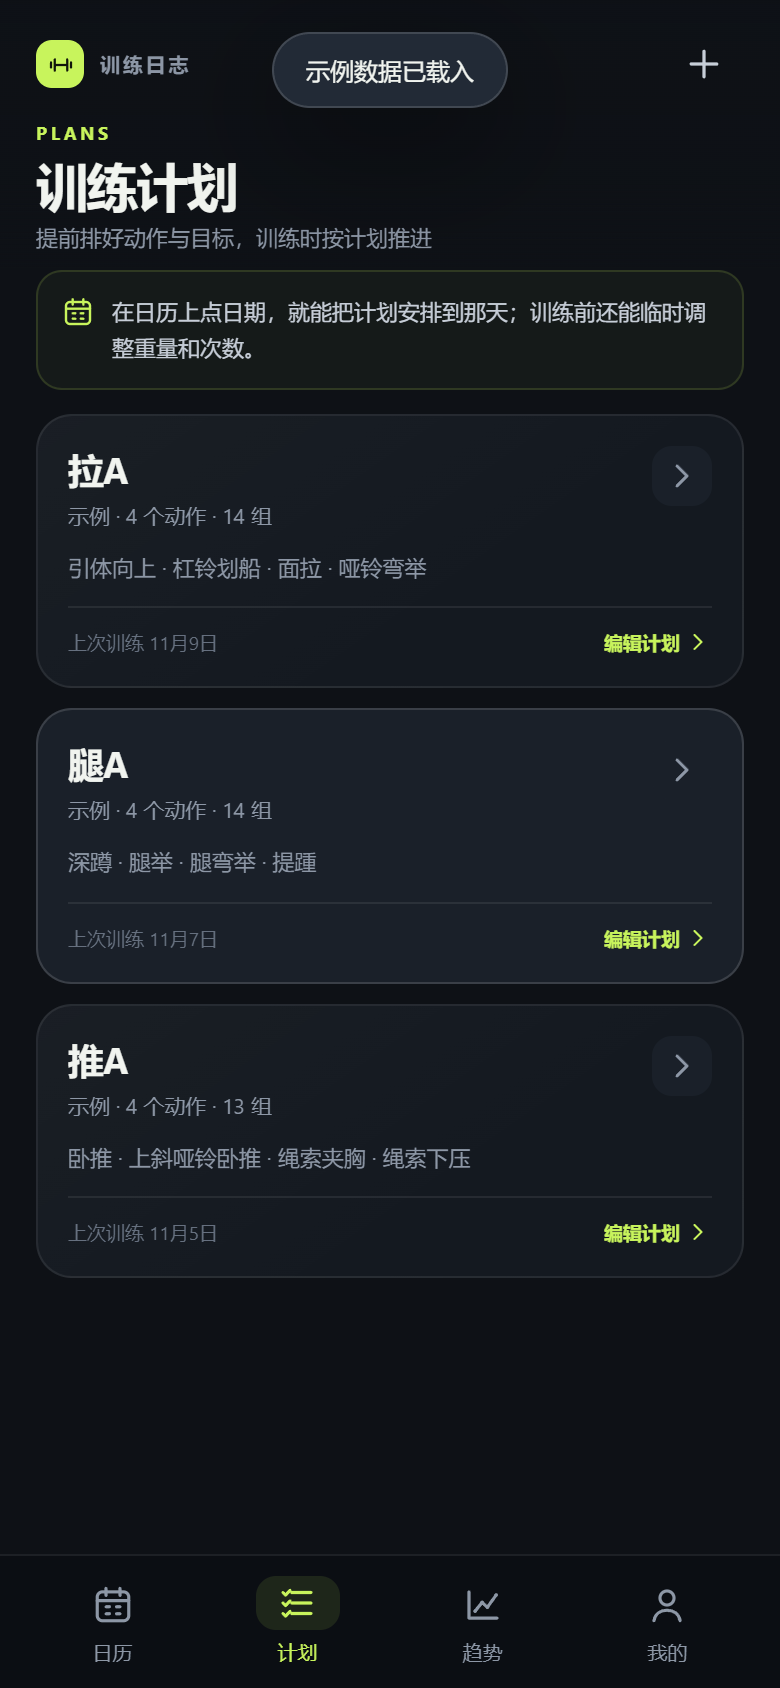 训练日志
示例数据已载入
PLANS
训练计划
提前排好动作与目标，训练时按计划推进
在日历上点日期，就能把计划安排到那天；训练前还能临时调
整重量和次数。
拉A
示例 · 4 个动作 · 14 组
引体向上 · 杠铃划船 · 面拉 · 哑铃弯举
上次训练 11月9日
编辑计划
腿A
示例 · 4 个动作 · 14 组
深蹲 · 腿举 · 腿弯举 · 提踵
上次训练 11月7日
编辑计划
推A
示例 · 4 个动作 · 13 组
卧推 · 上斜哑铃卧推 · 绳索夹胸 · 绳索下压
上次训练 11月5日
编辑计划
日历
计划
趋势
我的